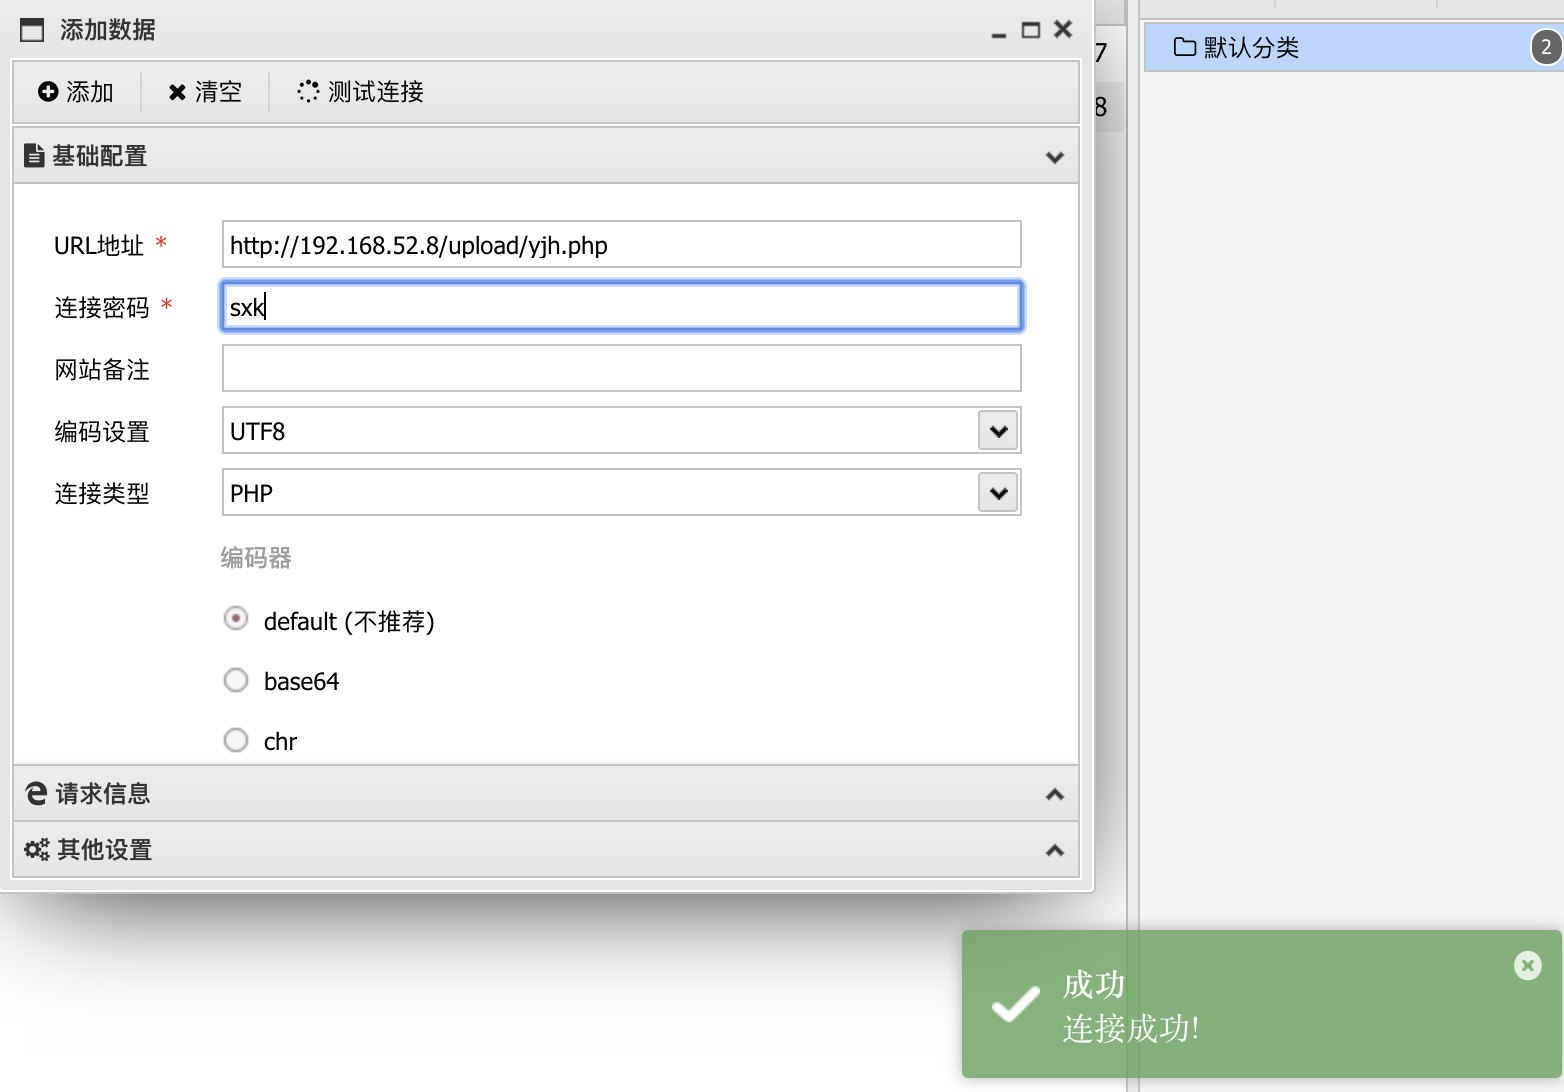 添加数据
添加 清空 测试连接
基础配置
URL地址 * http://192.168.52.8/upload/yjh.php
连接密码 * sxk
网站备注
编码设置 UTF8
连接类型 PHP
编码器
default (不推荐)
base64
chr
请求信息
其他设置
7
8
默认分类 2
成功
连接成功!